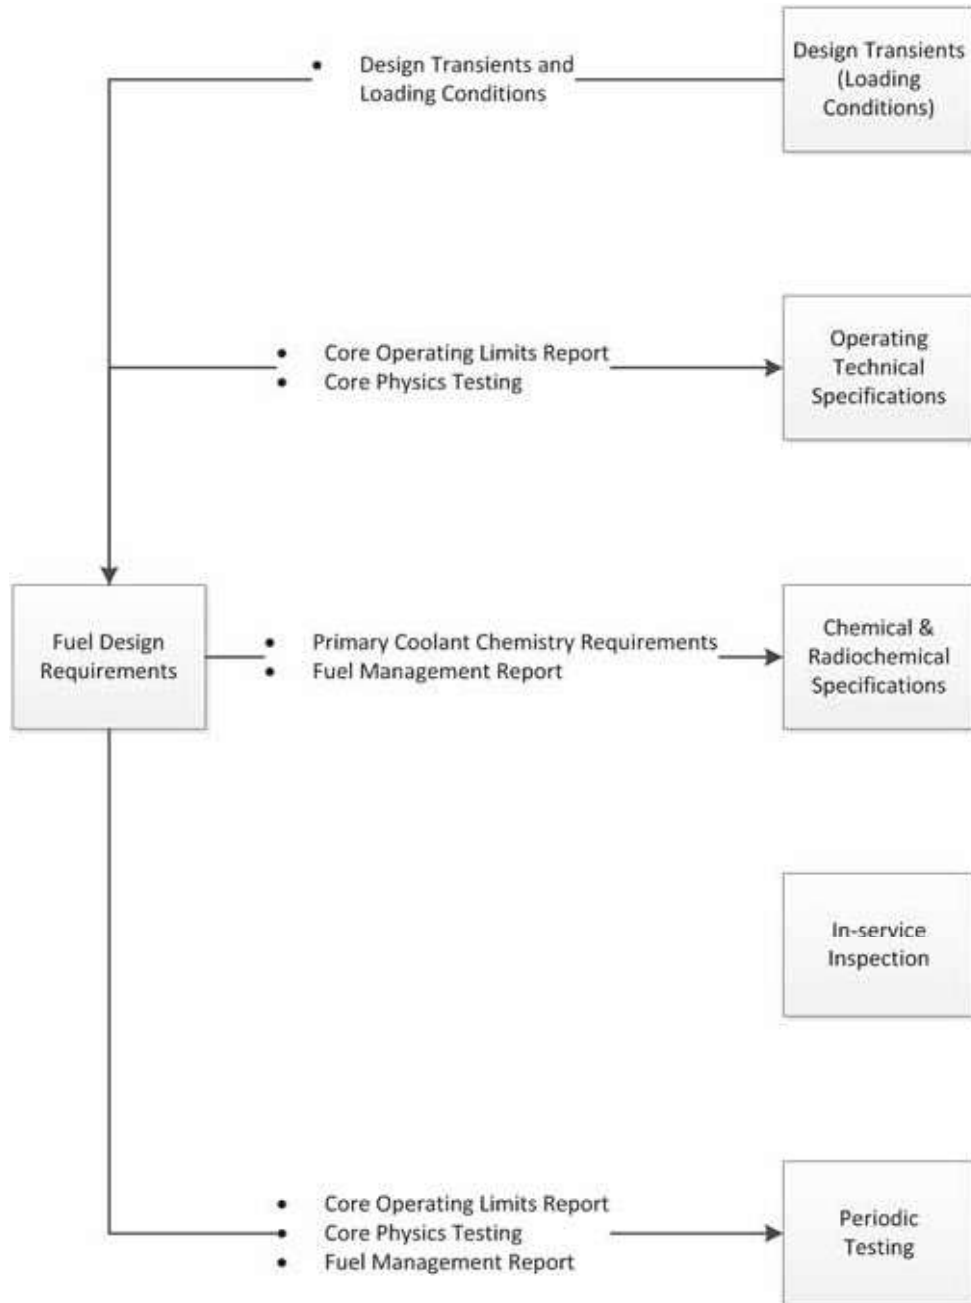 • Design Transients and
Loading Conditions
Design Transients
(Loading
Conditions)
• Core Operating Limits Report
• Core Physics Testing
Operating
Technical
Specifications
Fuel Design
Requirements
• Primary Coolant Chemistry Requirements
• Fuel Management Report
Chemical &
Radiochemical
Specifications
In-service
Inspection
• Core Operating Limits Report
• Core Physics Testing
• Fuel Management Report
Periodic
Testing